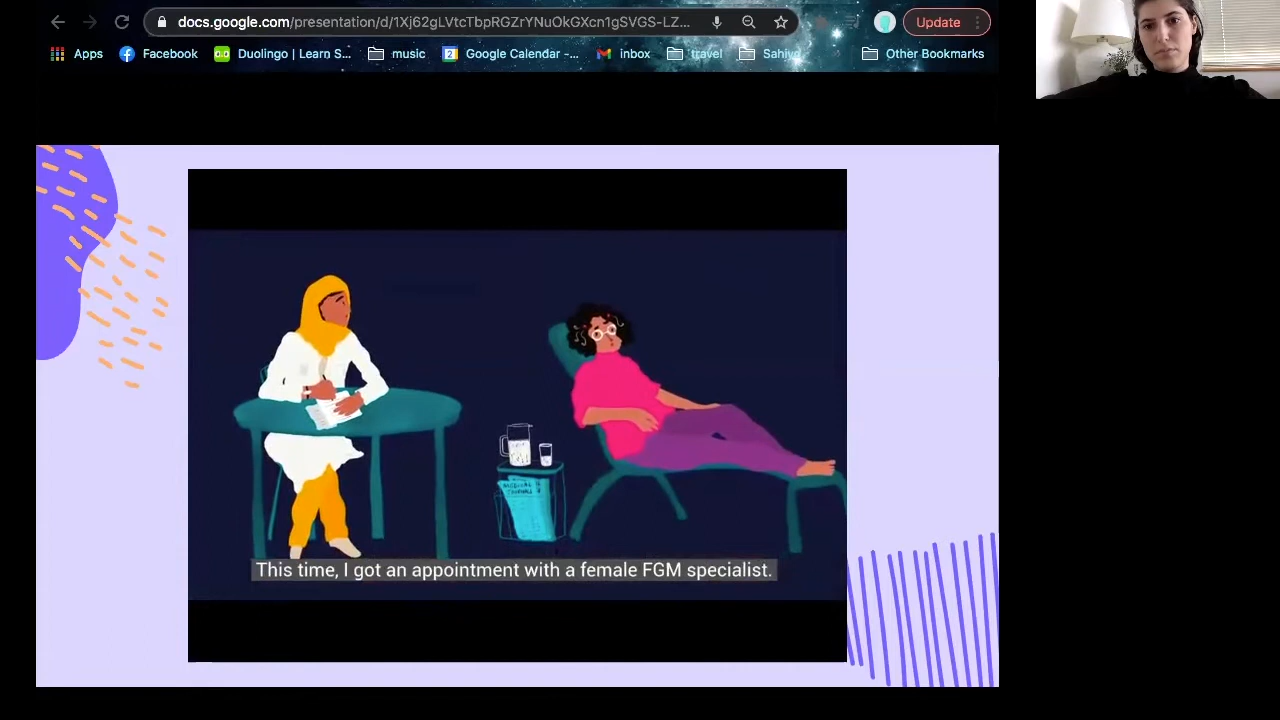 docs.google.com/presentation/d/1Xj62gLVtcTbpRGZrYNuOkGXcn1gSVGS-LZ...
Update
Apps
Facebook
Duolingo | Learn S...
music
Google Calendar -...
inbox
travel
Sahiyo
Other Bookmarks
This time, I got an appointment with a female FGM specialist.